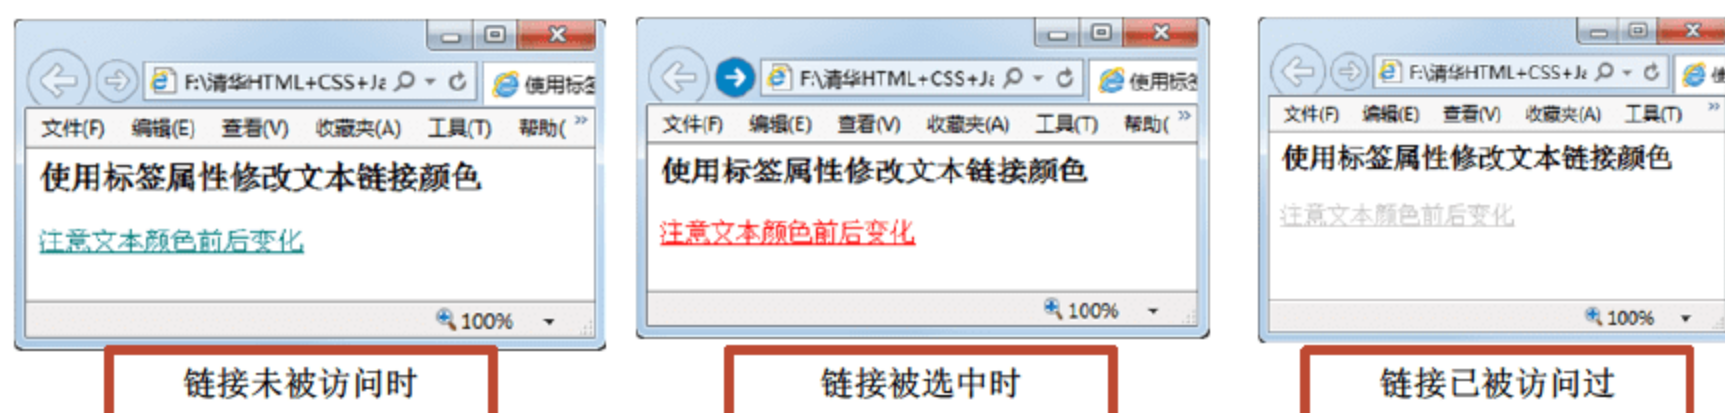 F:\清华HTML+CSS+Ja
使用标签
文件(F) 编辑(E) 查看(V) 收藏夹(A) 工具(T) 帮助(
使用标签属性修改文本链接颜色
注意文本颜色前后变化
100%
链接未被访问时
F:\清华HTML+CSS+Ja
使用标签
文件(F) 编辑(E) 查看(V) 收藏夹(A) 工具(T) 帮助(
使用标签属性修改文本链接颜色
注意文本颜色前后变化
100%
链接被选中时
F:\清华HTML+CSS+Ja
文件(F) 编辑(E) 查看(V) 收藏夹(A) 工具(T)
使用标签属性修改文本链接颜色
注意文本颜色前后变化
100%
链接已被访问过